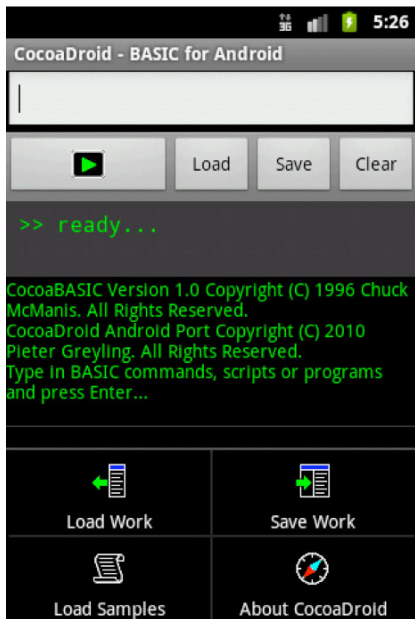 3G 5:26
CocoaDroid - BASIC for Android
Load Save Clear
>> ready...
CocoaBASIC Version 1.0 Copyright (C) 1996 Chuck
McManis. All Rights Reserved.
CocoaDroid Android Port Copyright (C) 2010
Pieter Greyling. All Rights Reserved.
Type in BASIC commands, scripts or programs
and press Enter...
Load Work Save Work
Load Samples About CocoaDroid